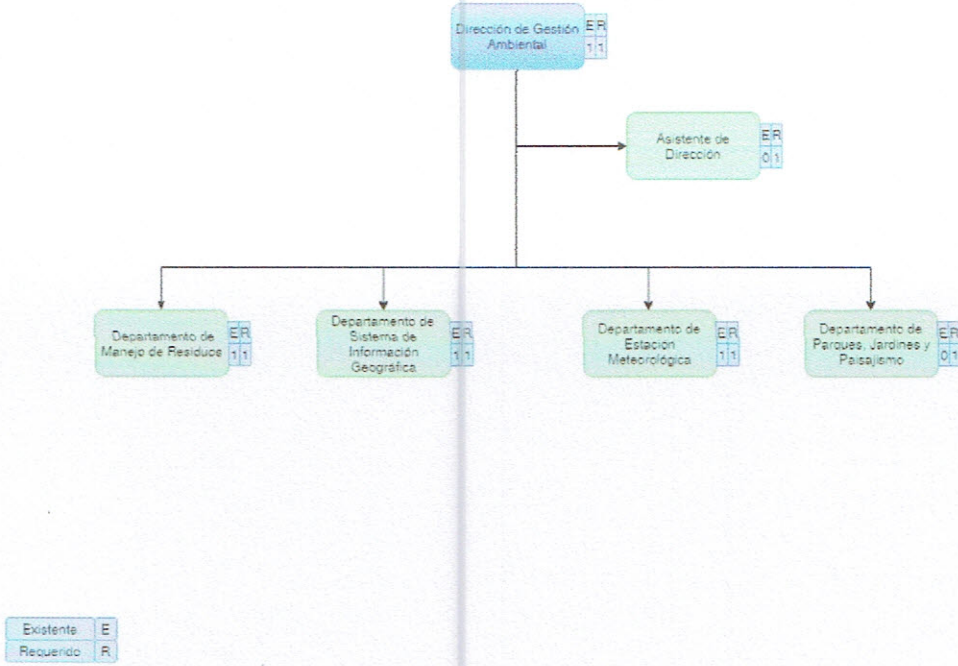 Dirección de Gestión
Ambiental
E R
1 1
Asistente de
Dirección
E R
0 1
Departamento de
Manejo de Residuce
E R
1 1
Departamento de
Sistema de
Información
Geográfica
E R
1 1
Departamento de
Estación
Meteorológica
E R
1 1
Departamento de
Parques, Jardines y
Paisajismo
E R
0 1
Existente E
Requerido R